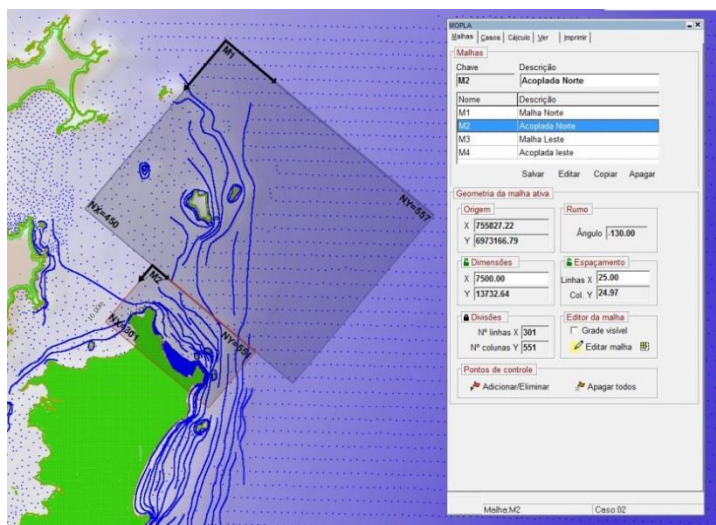 MOPLA
Malhas Casos Cálculo Ver Imprimir
Malhas
Chave Descrição
M2 Acoplada Norte
Nome Descrição
M1 Malha Norte
M2 Acoplada Norte
M3 Malha Leste
M4 Acoplada leste
Salvar Editar Copiar Apagar
Geometria da malha ativa
Origem
X 755827.22
Y 6973166.79
Rumo
Ângulo -130.00
Dimensões
X 7500.00
Y 13732.64
Espaçamento
Linhas X 25.00
Col. Y 24.97
Divisões
Nº linhas X 301
Nº colunas Y 551
Editor da malha
Grade visível
Editar malha
Pontos de controle
Adicionar/Eliminar Apagar todos
Malha:M2 Caso:02
M1
NX=450
NY=557
M2
NX=301
NY=551